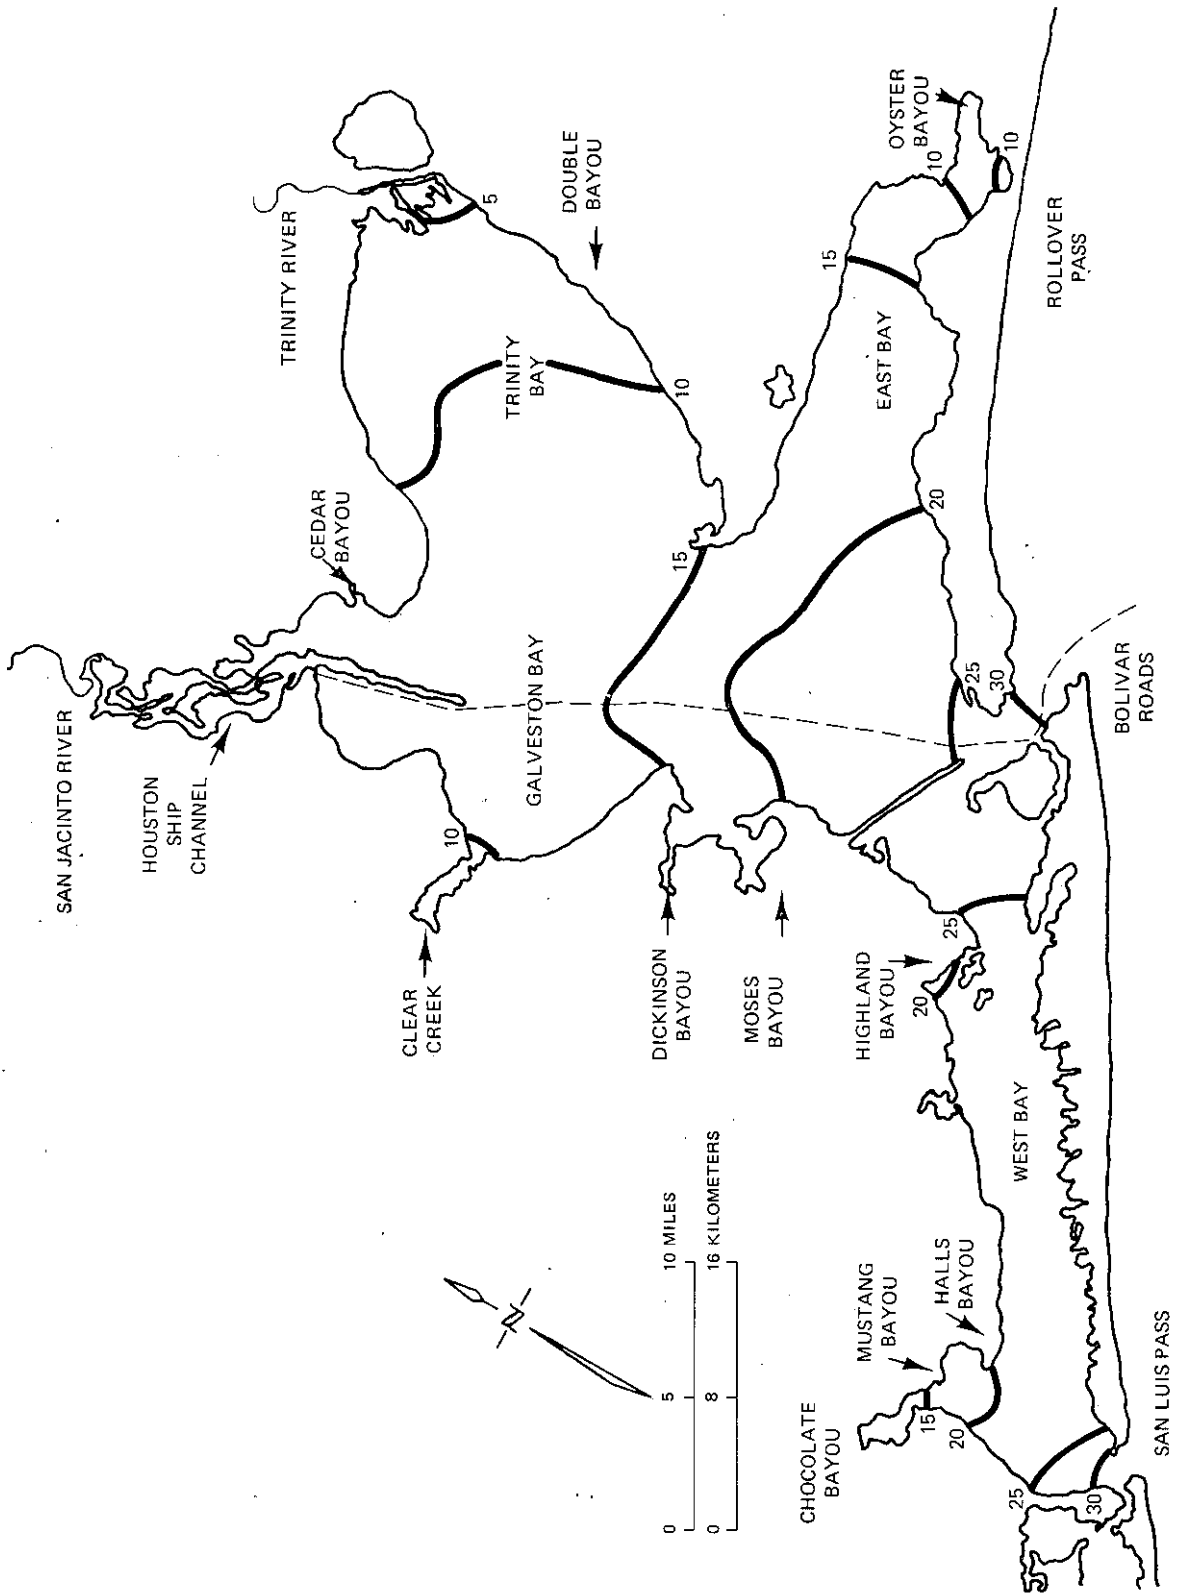 SAN JACINTO RIVER
HOUSTON
SHIP
CHANNEL
CEDAR
BAYOU
TRINITY RIVER
5
DOUBLE
BAYOU
TRINITY
BAY
10
CLEAR
CREEK
10
GALVESTON BAY
15
DICKINSON
BAYOU
MOSES
BAYOU
15
OYSTER
BAYOU
10
10
EAST BAY
20
ROLLOVER
PASS
25
30
BOLIVAR
ROADS
HIGHLAND
BAYOU
25
20
WEST BAY
0 5 10 MILES
0 8 16 KILOMETERS
N
CHOCOLATE
BAYOU
MUSTANG
BAYOU
HALLS
BAYOU
15
20
25
30
SAN LUIS PASS